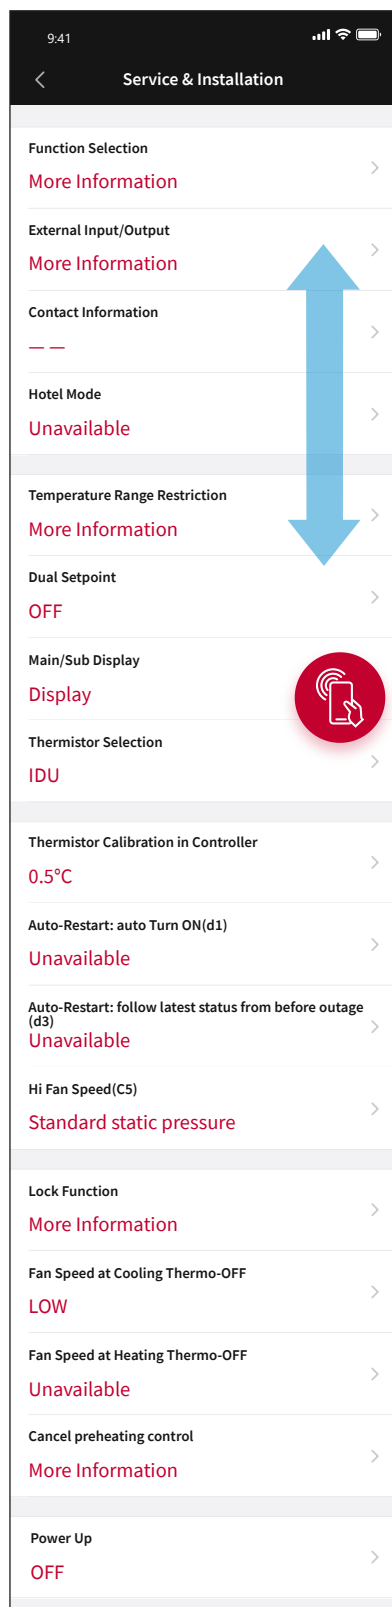 9:41
Service & Installation
Function Selection
More Information
External Input/Output
More Information
Contact Information
— —
Hotel Mode
Unavailable
Temperature Range Restriction
More Information
Dual Setpoint
OFF
Main/Sub Display
Display
Thermistor Selection
IDU
Thermistor Calibration in Controller
0.5°C
Auto-Restart: auto Turn ON(d1)
Unavailable
Auto-Restart: follow latest status from before outage
(d3)
Unavailable
Hi Fan Speed(C5)
Standard static pressure
Lock Function
More Information
Fan Speed at Cooling Thermo-OFF
LOW
Fan Speed at Heating Thermo-OFF
Unavailable
Cancel preheating control
More Information
Power Up
OFF